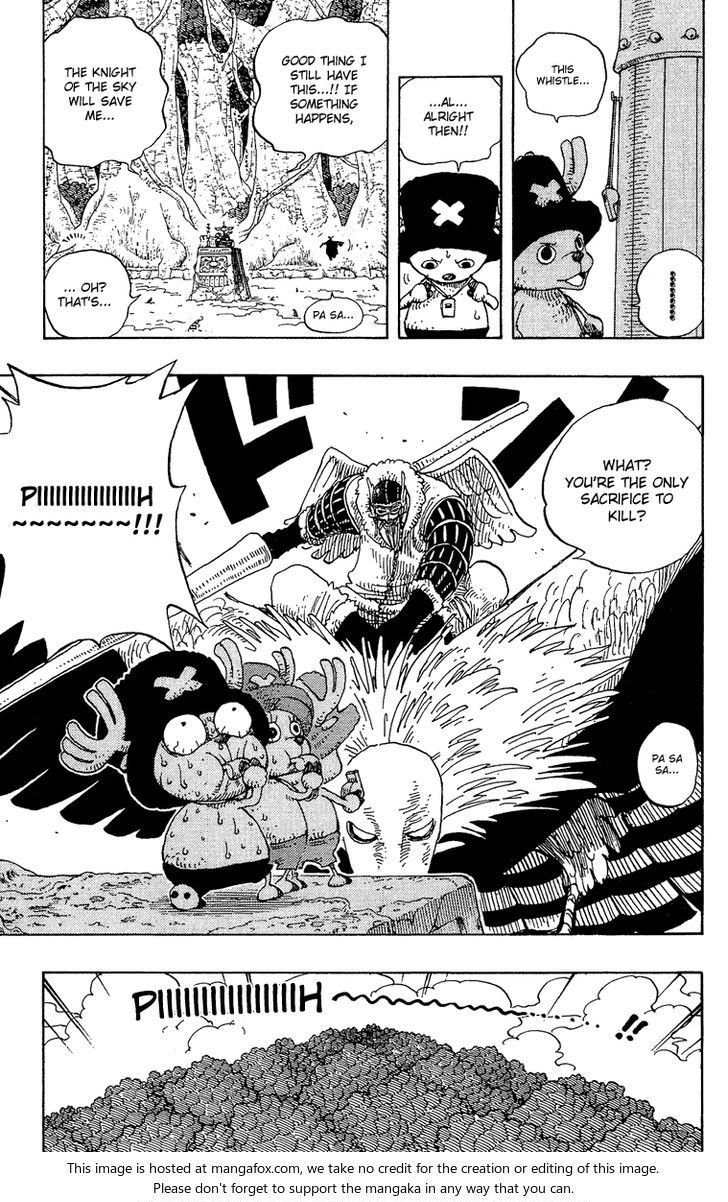 THIS
WHISTLE...
.........
...AL...
ALRIGHT
THEN!!
GOOD THING I
STILL HAVE
THIS...!! IF
SOMETHING
HAPPENS,
THE KNIGHT
OF THE SKY
WILL SAVE
ME...
PA SA...
... OH?
THAT'S...
WHAT?
YOU'RE THE ONLY
SACRIFICE TO
KILL?
ド
PA SA
SA...
PIIIIIIIIIIIIIIIIH
~~~~~~~!!!
PIIIIIIIIIIIIIIIIH~~~~~~~!!
This image is hosted at mangafox.com, we take no credit for the creation or editing of this image.
Please don't forget to support the mangaka in any way that you can.